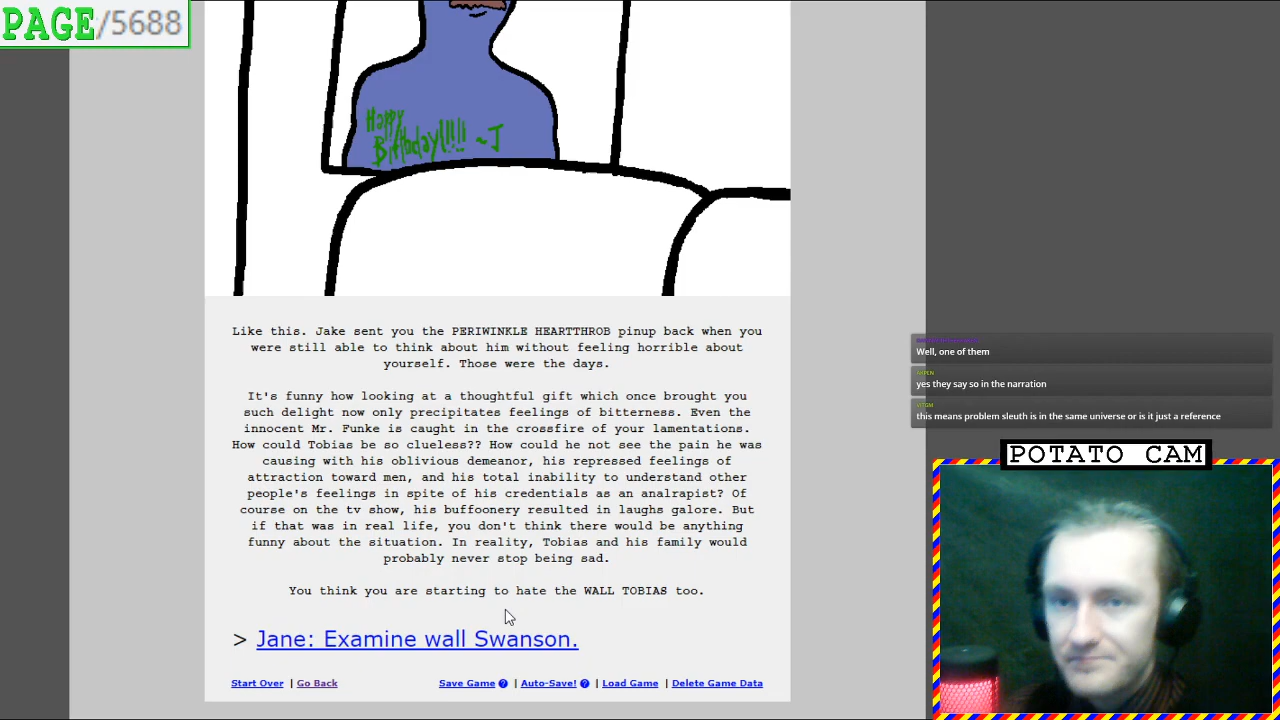 PAGE/5688
Happy
Birthday!!!!! ~J
Like this. Jake sent you the PERIWINKLE HEARTTHROB pinup back when you
were still able to think about him without feeling horrible about
yourself. Those were the days.
It's funny how looking at a thoughtful gift which once brought you
such delight now only precipitates feelings of bitterness. Even the
innocent Mr. Funke is caught in the crossfire of your lamentations.
How could Tobias be so clueless?? How could he not see the pain he was
causing with his oblivious demeanor, his repressed feelings of
attraction toward men, and his total inability to understand other
people's feelings in spite of his credentials as an analrapist? Of
course on the tv show, his buffoonery resulted in laughs galore. But
if that was in real life, you don't think there would be anything
funny about the situation. In reality, Tobias and his family would
probably never stop being sad.
You think you are starting to hate the WALL TOBIAS too.
> Jane: Examine wall Swanson.
Start Over | Go Back
Save Game ? | Auto-Save! ? | Load Game | Delete Game Data
Well, one of them
yes they say so in the narration
this means problem sleuth is in the same universe or is it just a reference
POTATO CAM